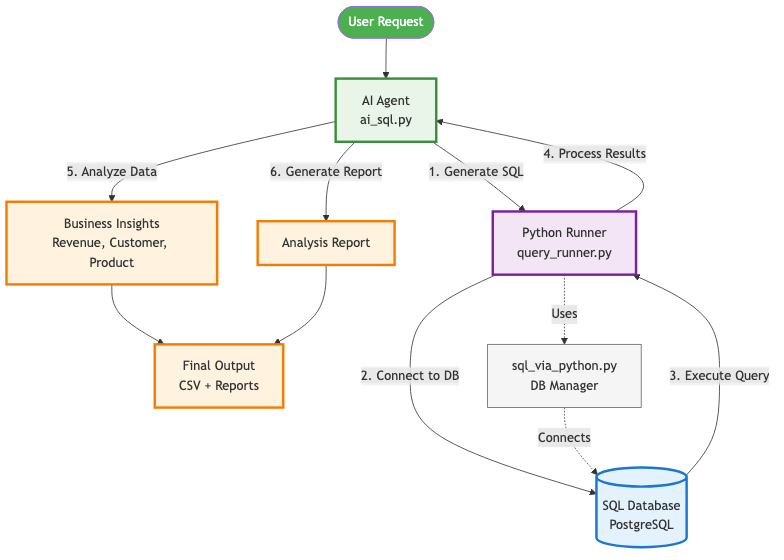 User Request
AI Agent
ai_sql.py
5. Analyze Data
6. Generate Report
1. Generate SQL
4. Process Results
Business Insights
Revenue, Customer,
Product
Analysis Report
Python Runner
query_runner.py
Uses
Final Output
CSV + Reports
2. Connect to DB
sql_via_python.py
DB Manager
3. Execute Query
Connects
SQL Database
PostgreSQL